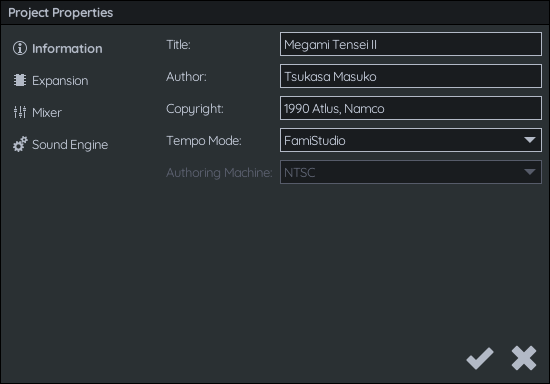 Project Properties
Information
Expansion
Mixer
Sound Engine
Title: Megami Tensei II
Author: Tsukasa Masuko
Copyright: 1990 Atlus, Namco
Tempo Mode: FamiStudio
Authoring Machine: NTSC